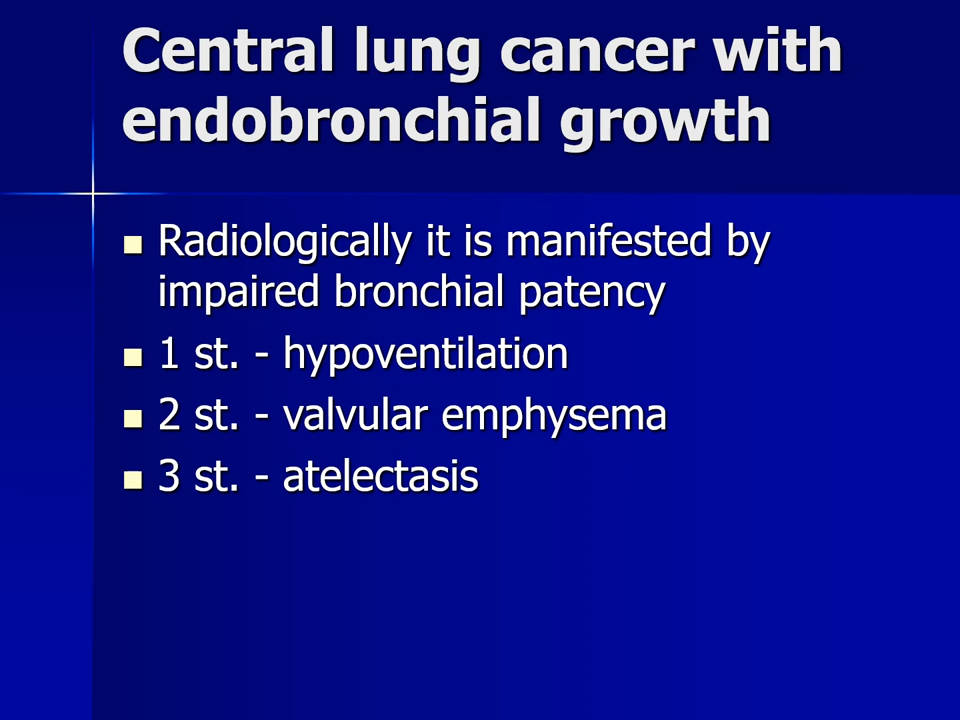 Central lung cancer with
endobronchial growth
Radiologically it is manifested by
impaired bronchial patency
1 st. - hypoventilation
2 st. - valvular emphysema
3 st. - atelectasis